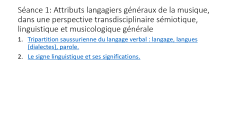 Séance 1: Attributs langagiers généraux de la musique,
dans une perspective transdisciplinaire sémiotique,
linguistique et musicologique générale
1. Tripartition saussurienne du langage verbal : langage, langues
(dialectes), parole.
2. Le signe linguistique et ses significations.